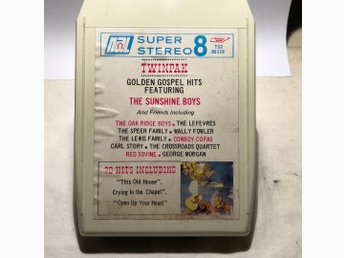 SUPER
STEREO 8
TS2
TWINPAK
GOLDEN GOSPEL HITS
FEATURING
THE SUNSHINE BOYS
And Friends Including
THE OAK RIDGE BOYS • THE LEFEVRES
THE SPEER FAMILY • WALLY FOWLER
THE LEWIS FAMILY • COWBOY COPAS
CARL STORY • THE CROSSROADS QUARTET
RED SOVINE • GEORGE MORGAN
20 HITS INCLUDING
"This Old House",
Crying In the Chapel",
"Open Up Your Heart"